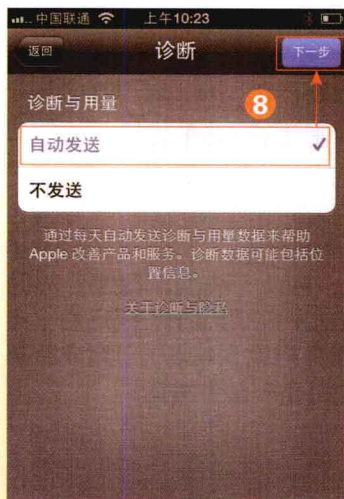 中国联通 上午10:23
返回 诊断 下一步
诊断与用量 8
自动发送
不发送
通过每天自动发送诊断与用量数据来帮助
Apple 改善产品和服务。诊断数据可能包括位
置信息。
关于诊断与隐私